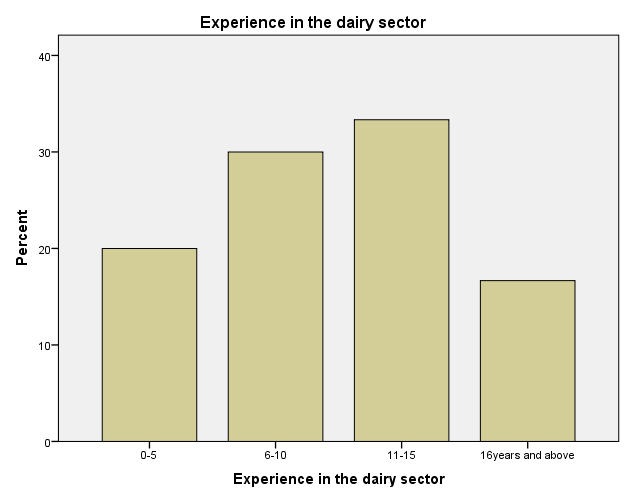 Experience in the dairy sector
40
30
20
10
0
Percent
0-5
6-10
11-15
16years and above
Experience in the dairy sector